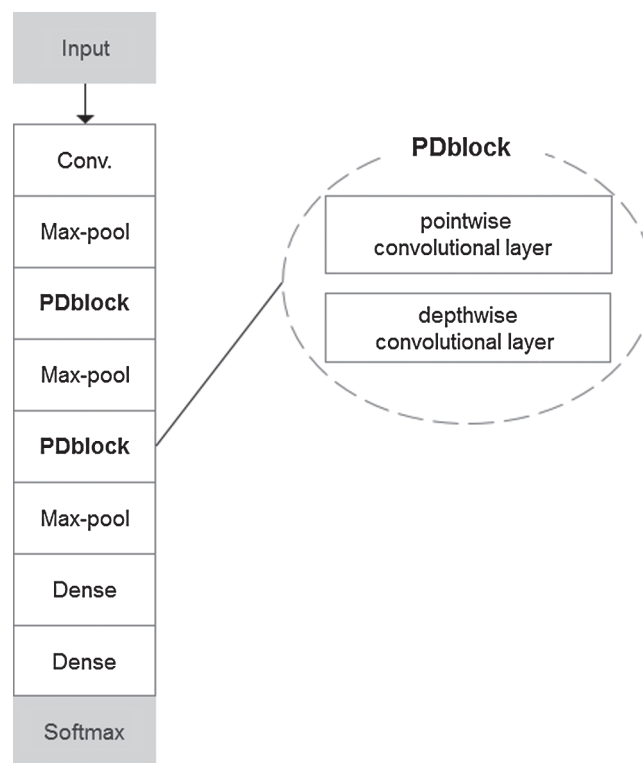 Input
Conv.
Max-pool
PDblock
Max-pool
PDblock
Max-pool
Dense
Dense
Softmax
PDblock
pointwise
convolutional layer
depthwise
convolutional layer